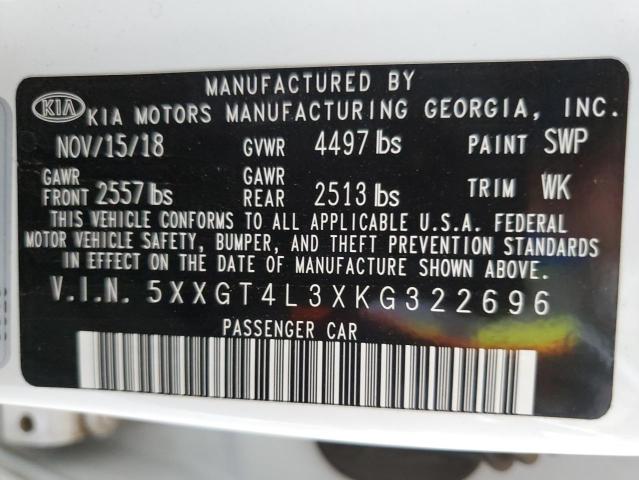 MANUFACTURED BY
KIA KIA MOTORS MANUFACTURING GEORGIA, INC.
NOV/15/18 GVWR 4497 lbs PAINT SWP
GAWR FRONT 2557 lbs GAWR REAR 2513 lbs TRIM WK
THIS VEHICLE CONFORMS TO ALL APPLICABLE U.S.A. FEDERAL
MOTOR VEHICLE SAFETY, BUMPER, AND THEFT PREVENTION STANDARDS
IN EFFECT ON THE DATE OF MANUFACTURE SHOWN ABOVE.
V.I.N. 5XXGT4L3XKG322696
PASSENGER CAR